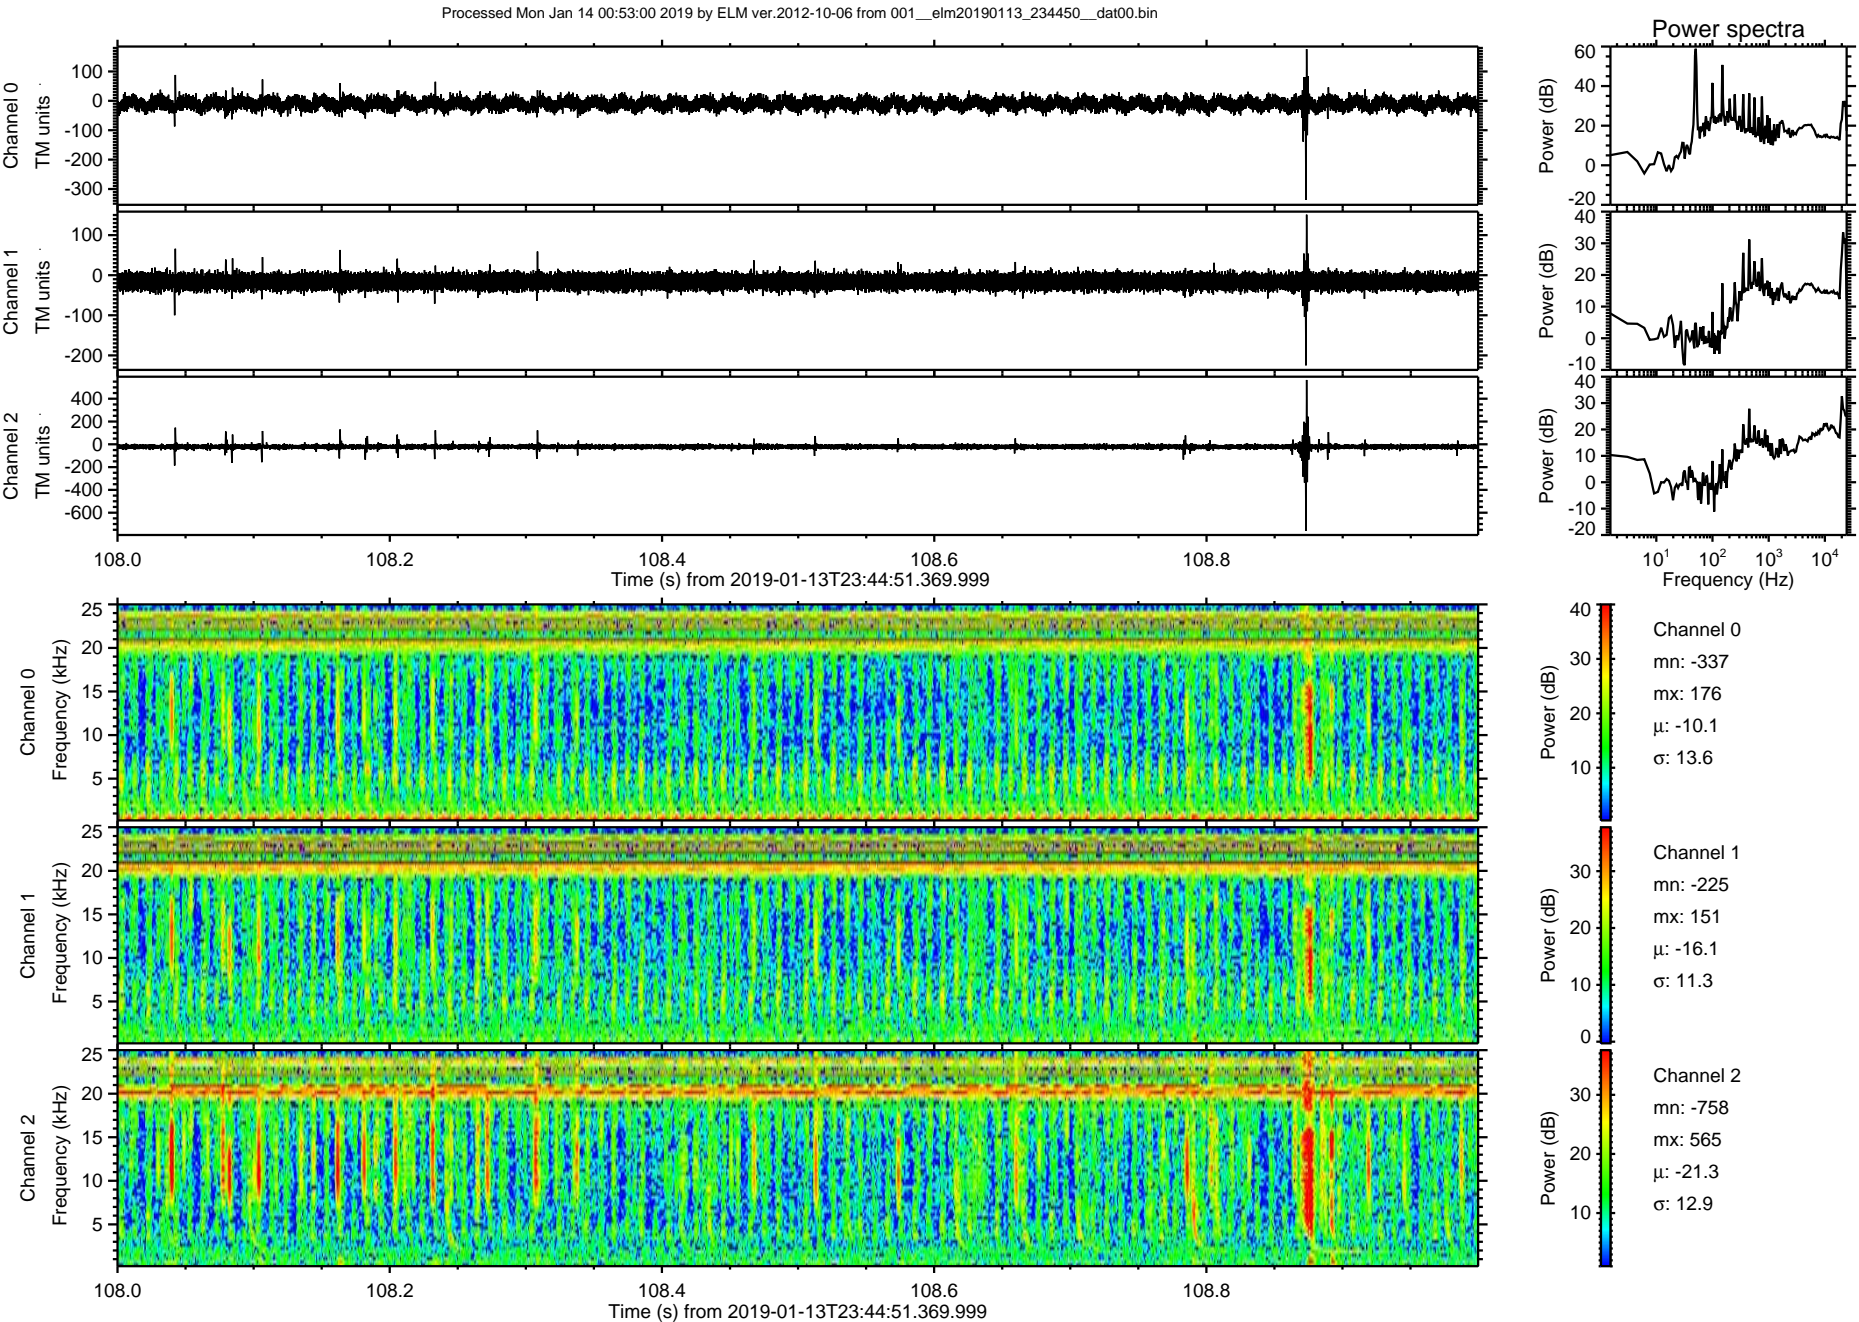 Processed Mon Jan 14 00:53:00 2019 by ELM ver.2012-10-06 from 001__elm20190113_234450__dat00.bin
Power spectra
Channel 0
TM units
100
0
-100
-200
-300
Power (dB)
60
40
20
0
-20
Channel 1
TM units
100
0
-100
-200
Power (dB)
40
30
20
10
0
-10
Channel 2
TM units
400
200
0
-200
-400
-600
Power (dB)
40
30
20
10
0
-10
-20
108.0 108.2 108.4 108.6 108.8
Time (s) from 2019-01-13T23:44:51.369.999
10¹ 10² 10³ 10⁴
Frequency (Hz)
Channel 0
Frequency (kHz)
25
20
15
10
5
Power (dB)
40
30
20
10
Channel 0
mn: -337
mx: 176
μ: -10.1
σ: 13.6
Channel 1
Frequency (kHz)
25
20
15
10
5
Power (dB)
30
20
10
0
Channel 1
mn: -225
mx: 151
μ: -16.1
σ: 11.3
Channel 2
Frequency (kHz)
25
20
15
10
5
Power (dB)
30
20
10
Channel 2
mn: -758
mx: 565
μ: -21.3
σ: 12.9
108.0 108.2 108.4 108.6 108.8
Time (s) from 2019-01-13T23:44:51.369.999